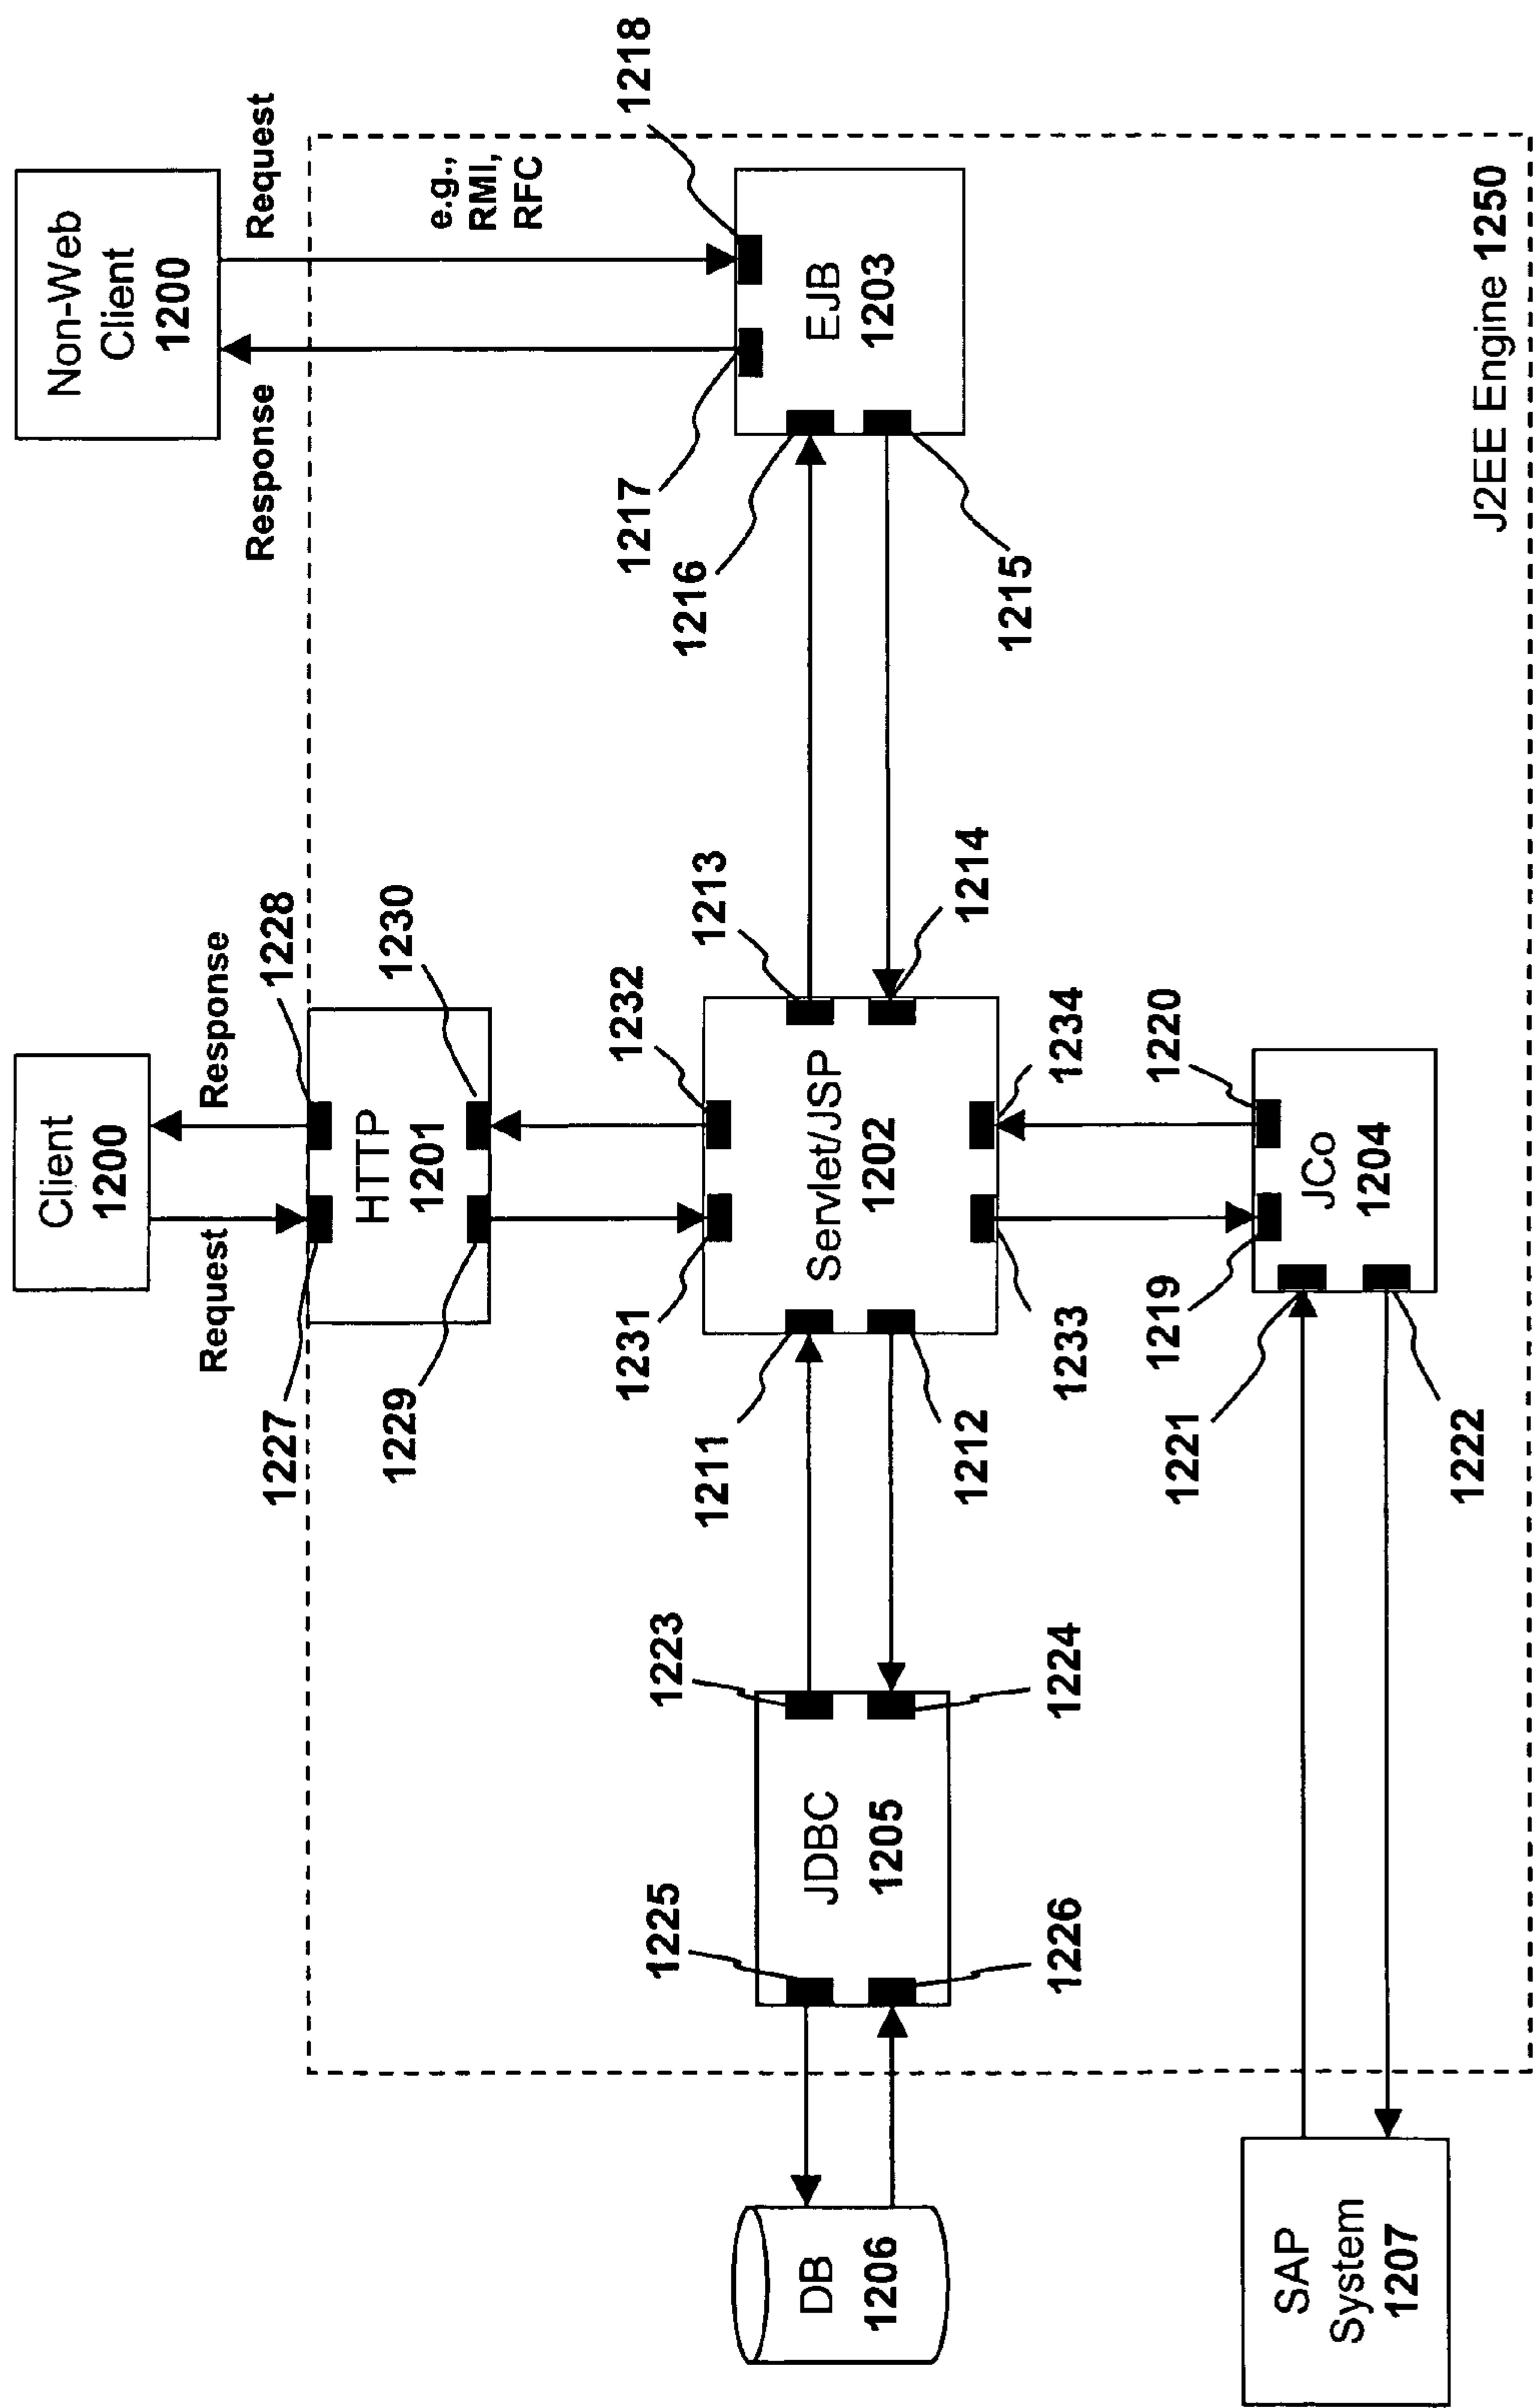 Client
1200
Non-Web
Client
1200
Request
Response
Response
Request
e.g.,
RMI,
RFC
1227
1228
HTTP
1201
1229
1230
1217
1218
1231
1232
1216
EJB
1203
1215
1225
1223
1211
1213
DB
1206
JDBC
1205
Servlet/JSP
1202
1226
1224
1212
1214
1233
1234
1219
1220
1221
JCo
1204
1222
SAP
System
1207
J2EE Engine 1250